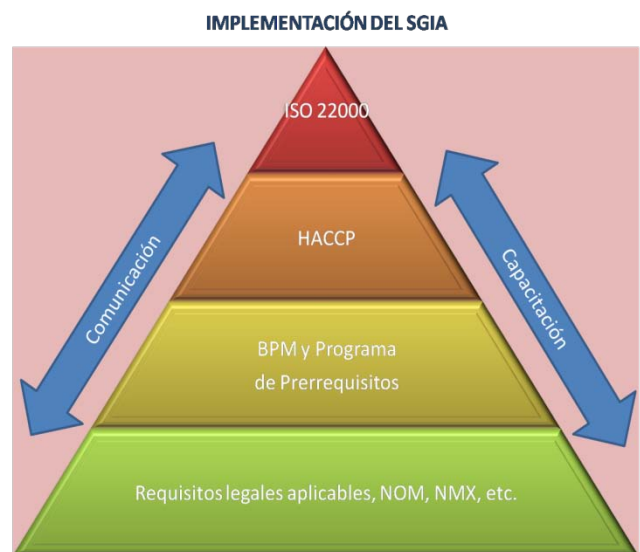 IMPLEMENTACIÓN DEL SGIA
ISO 22000
HACCP
Comunicación
Capacitación
BPM y Programa
de Prerrequisitos
Requisitos legales aplicables, NOM, NMX, etc.